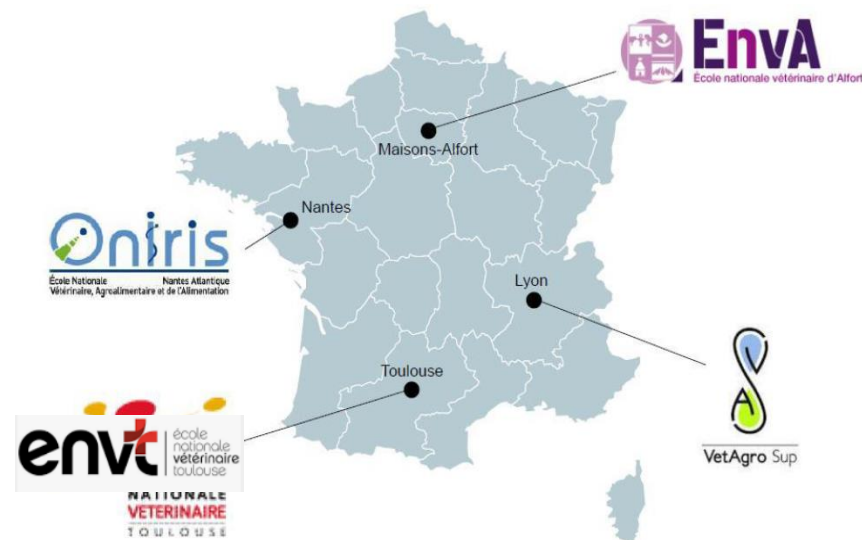 EnvA
École nationale vétérinaire d'Alfort
Maisons-Alfort
Nantes
Oniris
École Nationale Nantes Atlantique
Vétérinaire, Agroalimentaire et de l'Alimentation
Lyon
Toulouse
VA
VetAgro Sup
envt
école
nationale
vétérinaire
toulouse
NATIONALE
VETERINAIRE
TOULOUSE